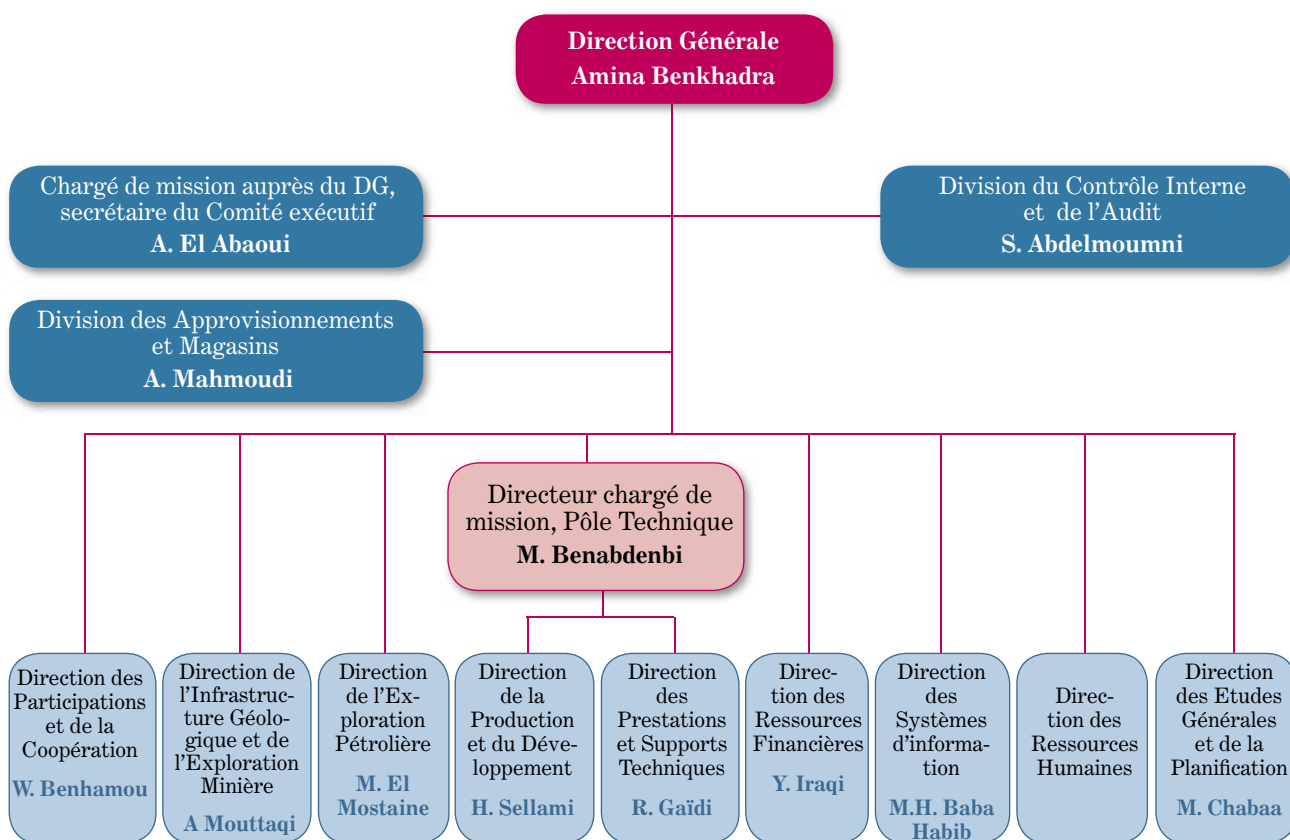 Direction Générale
Amina Benkhadra
Chargé de mission auprès du DG,
secrétaire du Comité exécutif
A. El Abaoui
Division du Contrôle Interne
et de l'Audit
S. Abdelmoumni
Division des Approvisionnements
et Magasins
A. Mahmoudi
Directeur chargé de
mission, Pôle Technique
M. Benabdenbi
Direction des
Participations
et de la
Coopération
W. Benhamou
Direction de
l'Infrastruc-
ture Géolo-
gique et de
l'Exploration
Minière
A Mouttaqi
Direction
de l'Ex-
ploration
Pétrolière
M. El
Mostaine
Direction
de la
Production
et du Déve-
loppement
H. Sellami
Direction
des
Prestations
et Supports
Techniques
R. Gaïdi
Direc-
tion des
Ressources
Financières
Y. Iraqi
Direction
des
Systèmes
d'informa-
tion
M.H. Baba
Habib
Direc-
tion des
Ressources
Humaines
Direction
des Etudes
Générales
et de la
Planification
M. Chabaa